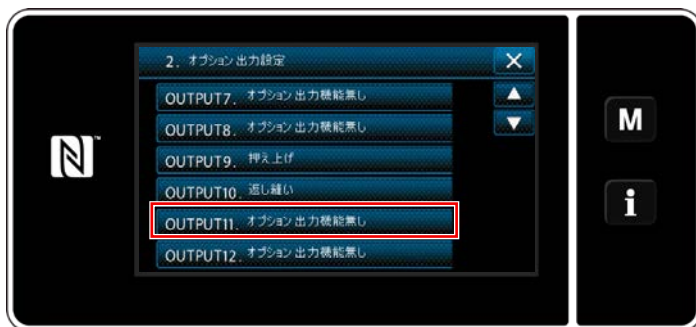 2. オプション出力設定
OUTPUT7. オプション出力機能無し
OUTPUT8. オプション出力機能無し
OUTPUT9. 押え上げ
OUTPUT10. 返し縫い
OUTPUT11. オプション出力機能無し
OUTPUT12. オプション出力機能無し
M
i